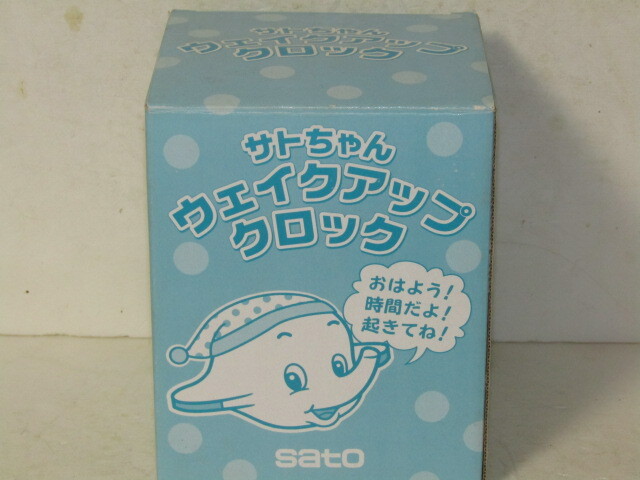 サトちゃん
ウェイクアップ
クロック
サトちゃん
ウェイクアップ
クロック
おはよう!
時間だよ!
起きてね!
sato